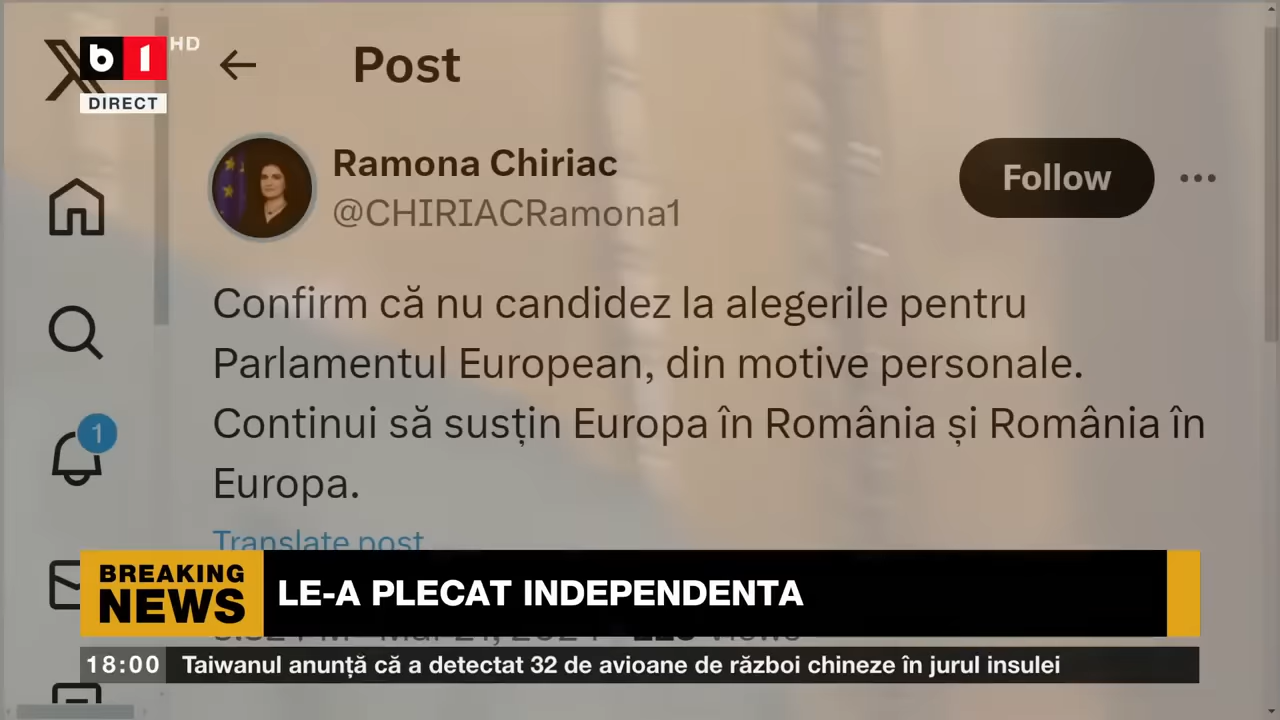 b1
HD
DIRECT
Post
Ramona Chiriac
@CHIRIACRamona1
Follow
Confirm că nu candidez la alegerile pentru
Parlamentul European, din motive personale.
Continui să susțin Europa în România și România în
Europa.
1
Translate post
BREAKING
NEWS
LE-A PLECAT INDEPENDENTA
18:00 Taiwanul anunță că a detectat 32 de avioane de război chineze în jurul insulei